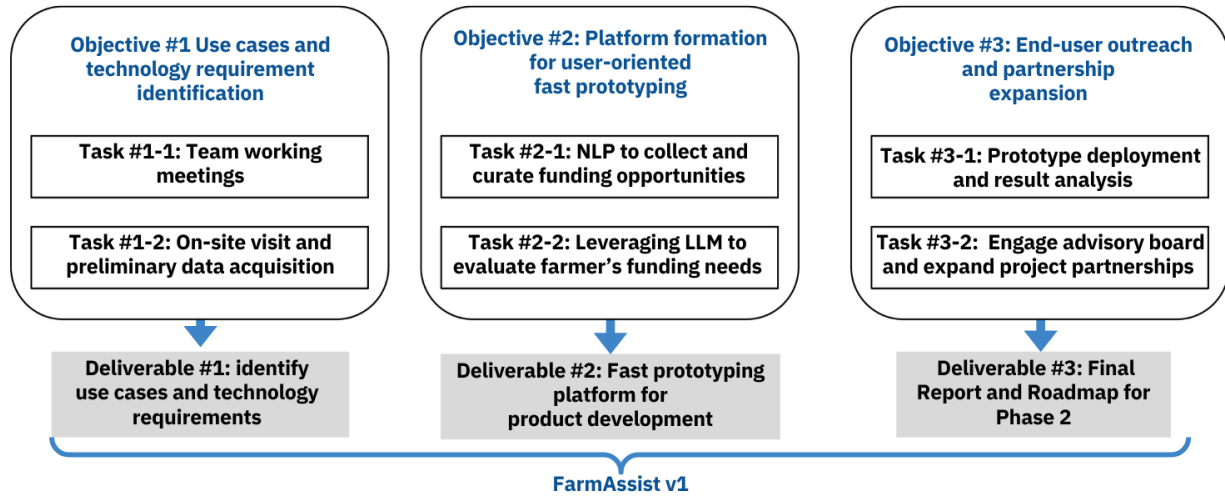 Objective #1 Use cases and
technology requirement
identification
Task #1-1: Team working
meetings
Task #1-2: On-site visit and
preliminary data acquisition
Deliverable #1: identify
use cases and technology
requirements
Objective #2: Platform formation
for user-oriented
fast prototyping
Task #2-1: NLP to collect and
curate funding opportunities
Task #2-2: Leveraging LLM to
evaluate farmer’s funding needs
Deliverable #2: Fast prototyping
platform for
product development
Objective #3: End-user outreach
and partnership
expansion
Task #3-1: Prototype deployment
and result analysis
Task #3-2: Engage advisory board
and expand project partnerships
Deliverable #3: Final
Report and Roadmap for
Phase 2
FarmAssist v1